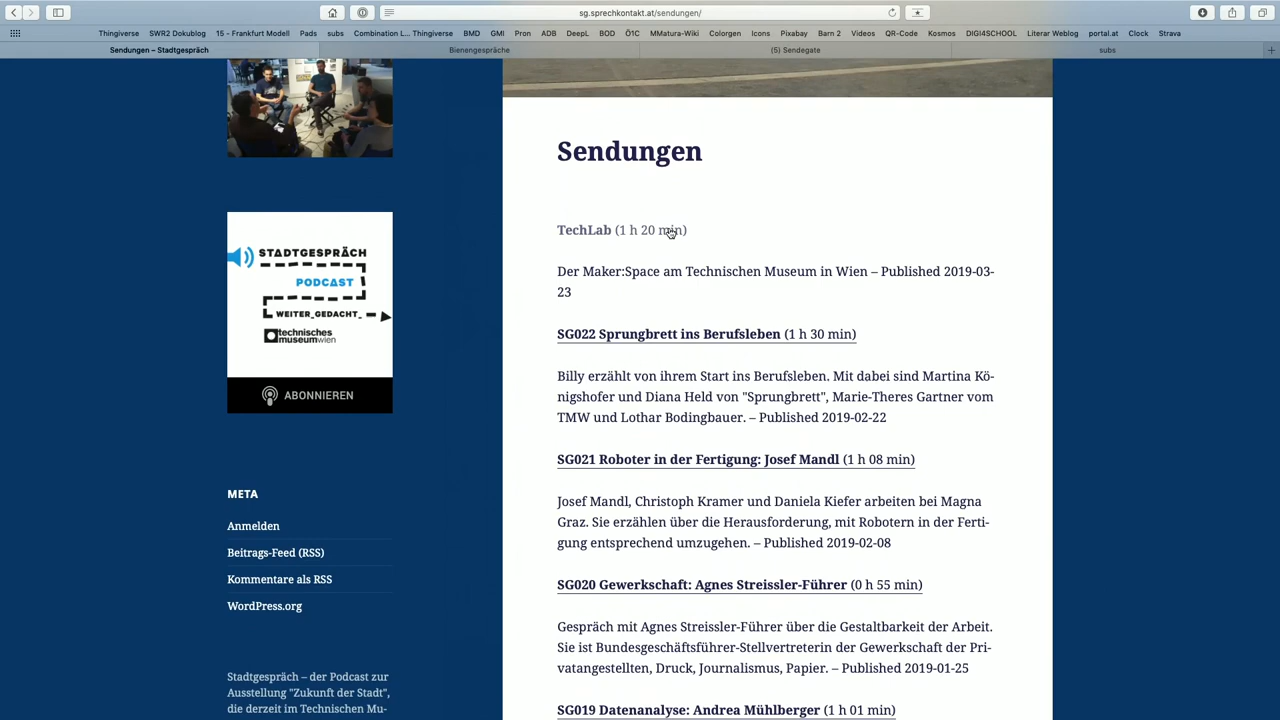 sg.sprechkontakt.at/sendungen/
Thingiverse SWR2 Dokublog 15 - Frankfurt Modell Pads subs Combination L... Thingiverse BMD GMI Pron ADB DeepL BOD Ö1C MMatura-Wiki Colorgen Icons Pixabay Barn 2 Videos QR-Code Kosmos DIGI4SCHOOL Literar Weblog portal.at Clock Strava
Sendungen – Stadtgespräch Bienengespräche (5) Sendegate subs
STADTGESPRÄCH
PODCAST
WEITER_GEDACHT_
technisches
museumwien
ABONNIEREN
META
Anmelden
Beitrags-Feed (RSS)
Kommentare als RSS
WordPress.org
Stadtgespräch – der Podcast zur
Ausstellung "Zukunft der Stadt",
die derzeit im Technischen Mu-
Sendungen
TechLab (1 h 20 min)
Der Maker:Space am Technischen Museum in Wien – Published 2019-03-
23
SG022 Sprungbrett ins Berufsleben (1 h 30 min)
Billy erzählt von ihrem Start ins Berufsleben. Mit dabei sind Martina Kö-
nigshofer und Diana Held von "Sprungbrett", Marie-Theres Gartner vom
TMW und Lothar Bodingbauer. – Published 2019-02-22
SG021 Roboter in der Fertigung: Josef Mandl (1 h 08 min)
Josef Mandl, Christoph Kramer und Daniela Kiefer arbeiten bei Magna
Graz. Sie erzählen über die Herausforderung, mit Robotern in der Ferti-
gung entsprechend umzugehen. – Published 2019-02-08
SG020 Gewerkschaft: Agnes Streissler-Führer (0 h 55 min)
Gespräch mit Agnes Streissler-Führer über die Gestaltbarkeit der Arbeit.
Sie ist Bundesgeschäftsführer-Stellvertreterin der Gewerkschaft der Pri-
vatangestellten, Druck, Journalismus, Papier. – Published 2019-01-25
SG019 Datenanalyse: Andrea Mühlberger (1 h 01 min)